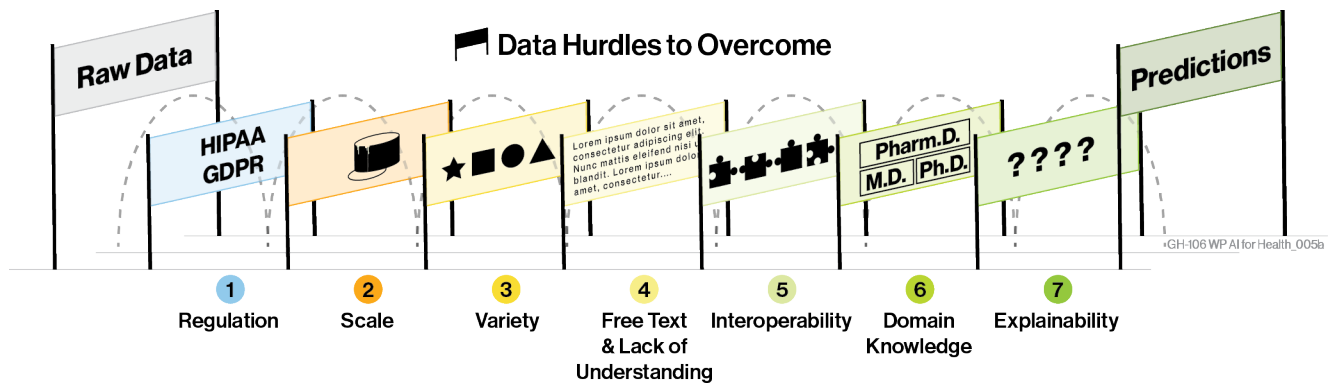 Data Hurdles to Overcome
Raw Data
HIPAA
GDPR
Lorem ipsum dolor sit amet,
consectetur adipiscing elit.
Nunc mattis eleifend nisi u
blandit. Lorem ipsum dolor
amet, consectetur....
Pharm.D.
M.D.
Ph.D.
? ? ? ?
Predictions
GH-106 WP AI for Health_005a
1
Regulation
2
Scale
3
Variety
4
Free Text
& Lack of
Understanding
5
Interoperability
6
Domain
Knowledge
7
Explainability